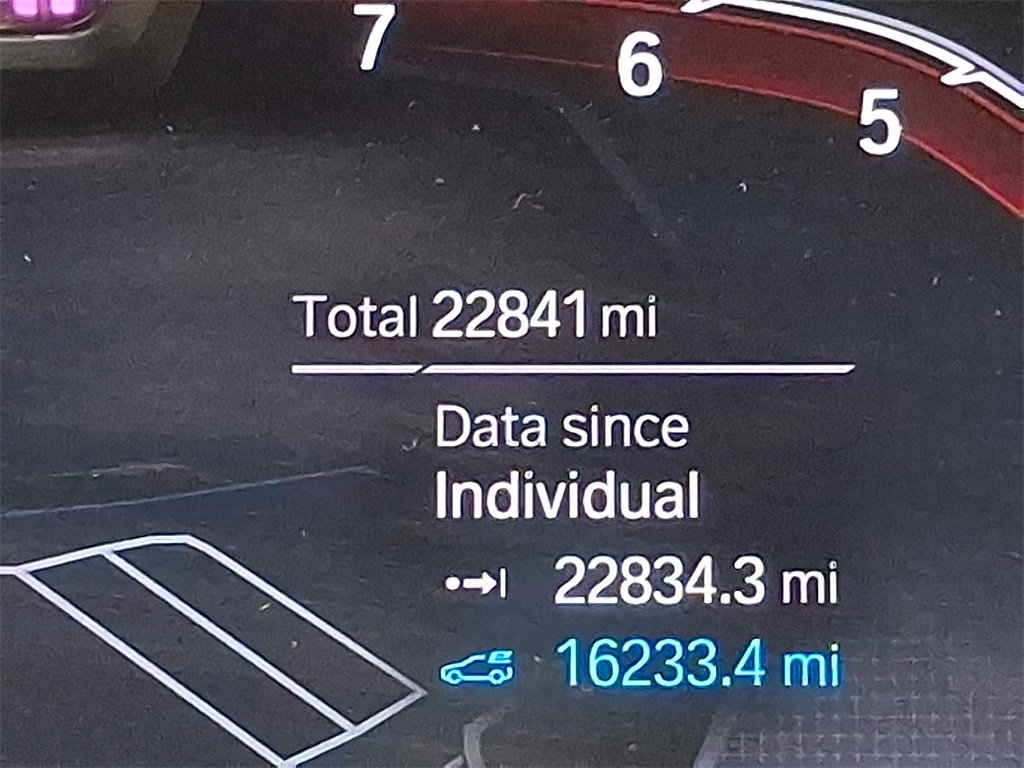 7
6
5
Total 22841 mi
Data since
Individual
22834.3 mi
16233.4 mi